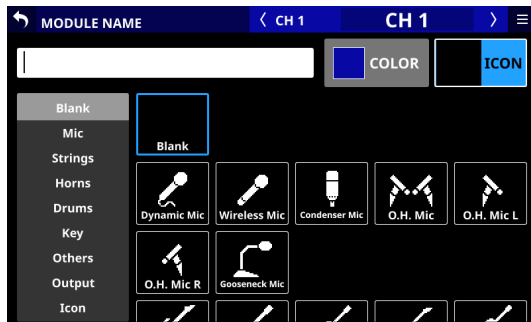 MODULE NAME
CH 1
CH 1
COLOR
ICON
Blank
Mic
Strings
Horns
Drums
Key
Others
Output
Icon
Blank
Dynamic Mic
Wireless Mic
Condenser Mic
O.H. Mic
O.H. Mic L
O.H. Mic R
Gooseneck Mic